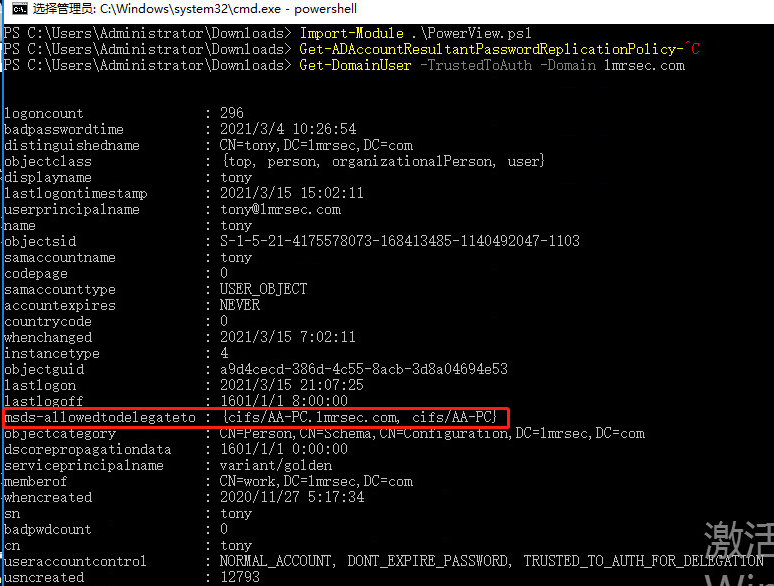 选择管理员: C:\Windows\system32\cmd.exe - powershell
PS C:\Users\Administrator\Downloads> Import-Module .\PowerView.ps1
PS C:\Users\Administrator\Downloads> Get-ADAccountResultantPasswordReplicationPolicy-^C
PS C:\Users\Administrator\Downloads> Get-DomainUser -TrustedToAuth -Domain 1mrsec.com
logoncount : 296
badpasswordtime : 2021/3/4 10:26:54
distinguishedname : CN=tony,DC=1mrsec,DC=com
objectclass : {top, person, organizationalPerson, user}
displayname : tony
lastlogontimestamp : 2021/3/15 15:02:11
userprincipalname : tony@1mrsec.com
name : tony
objectsid : S-1-5-21-4175578073-168413485-1140492047-1103
samaccountname : tony
codepage : 0
samaccounttype : USER_OBJECT
accountexpires : NEVER
countrycode : 0
whenchanged : 2021/3/15 7:02:11
instancetype : 4
objectguid : a9d4cecd-386d-4c55-8acb-3d8a04694e53
lastlogon : 2021/3/15 21:07:25
lastlogoff : 1601/1/1 8:00:00
msds-allowedtodelegateto : {cifs/AA-PC.1mrsec.com, cifs/AA-PC}
objectcategory : CN=Person,CN=Schema,CN=Configuration,DC=1mrsec,DC=com
dscorepropagationdata : 1601/1/1 0:00:00
serviceprincipalname : variant/golden
memberof : CN=work,DC=1mrsec,DC=com
whencreated : 2020/11/27 5:17:34
sn : tony
badpwdcount : 0
cn : tony
useraccountcontrol : NORMAL_ACCOUNT, DONT_EXPIRE_PASSWORD, TRUSTED_TO_AUTH_FOR_DELEGATION
usncreated : 12793
激活